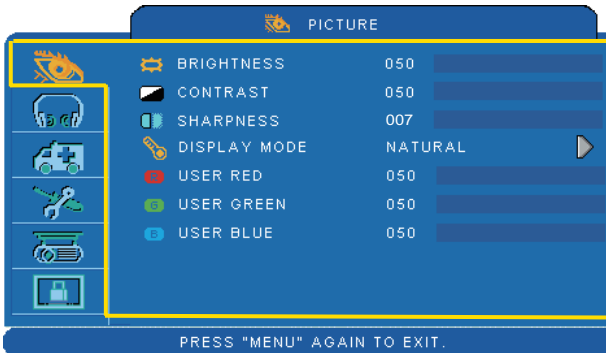 PICTURE
BRIGHTNESS 050
CONTRAST 050
SHARPNESS 007
DISPLAY MODE NATURAL
R USER RED 050
G USER GREEN 050
B USER BLUE 050
PRESS "MENU" AGAIN TO EXIT.